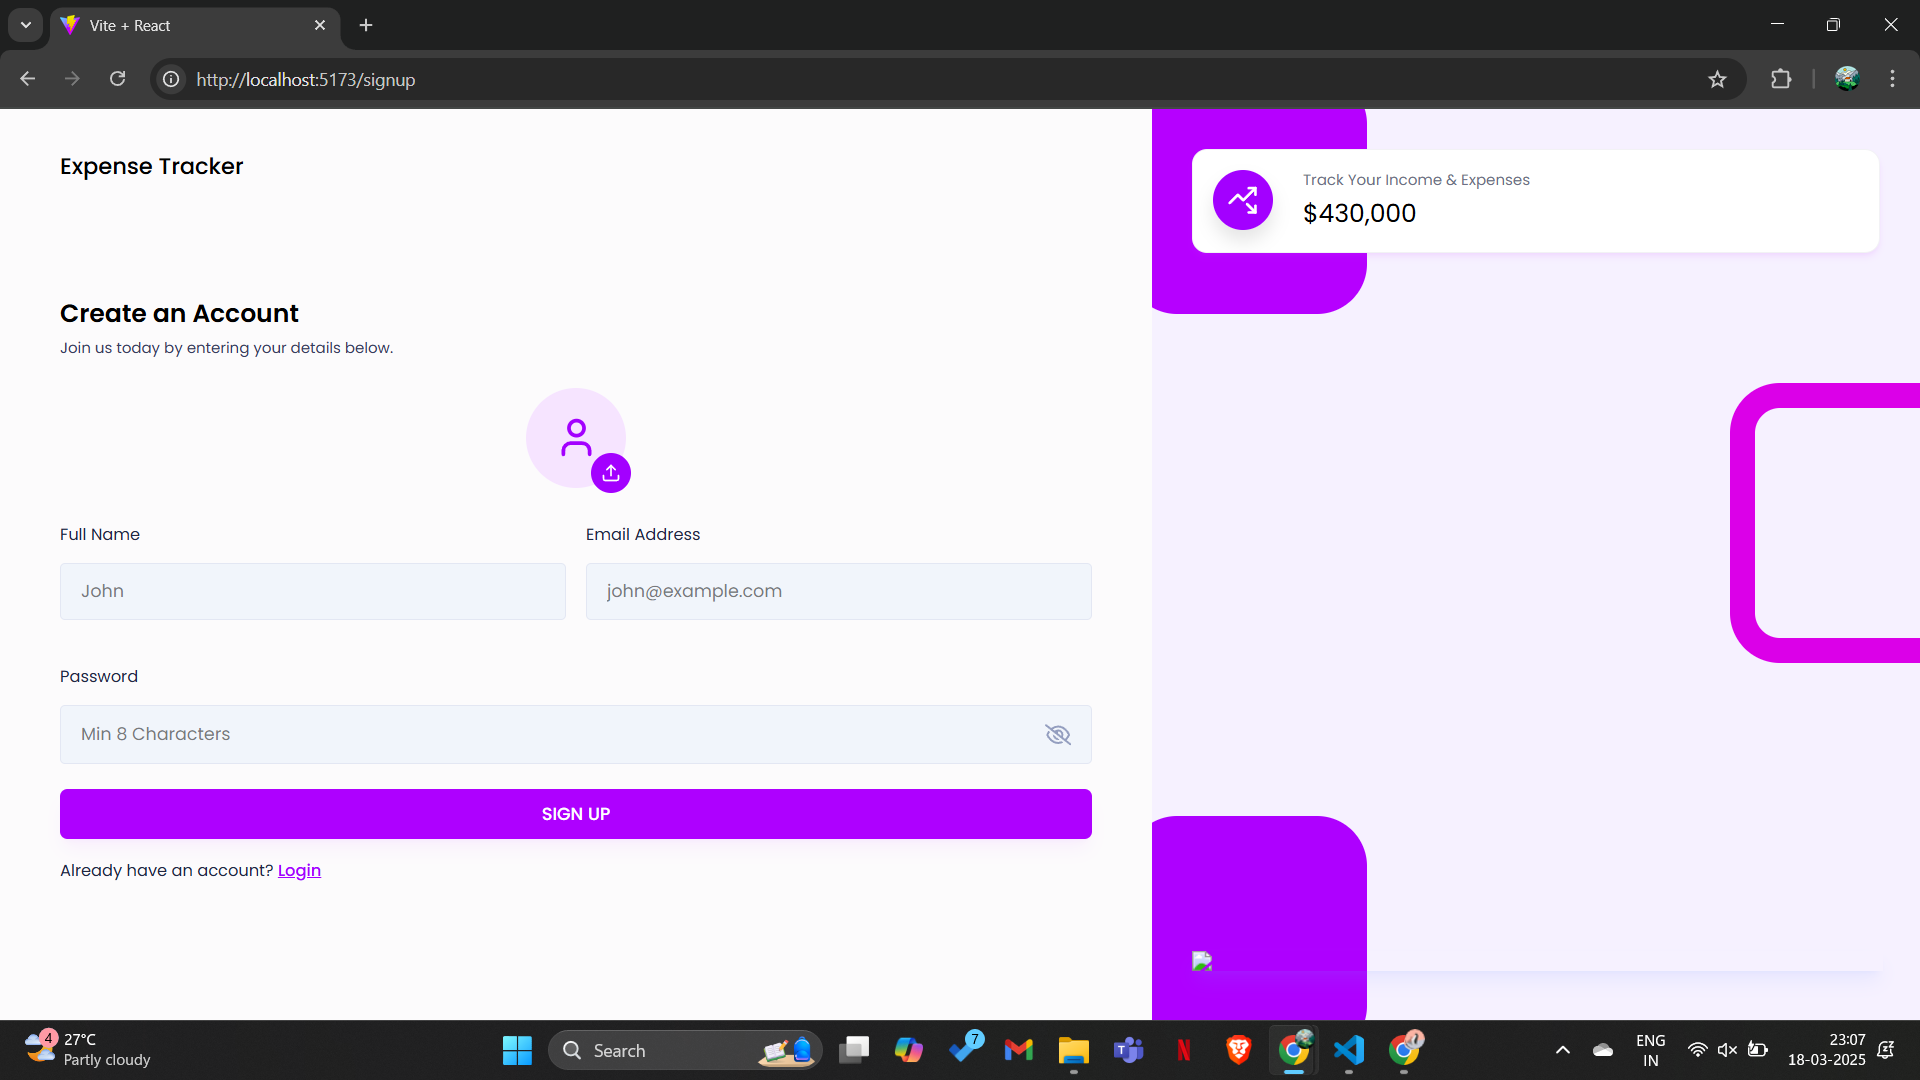 Vite + React
http://localhost:5173/signup
Expense Tracker
Create an Account
Join us today by entering your details below.
Full Name
Email Address
John
john@example.com
Password
Min 8 Characters
SIGN UP
Already have an account? Login
Track Your Income & Expenses
$430,000
4
27°C
Partly cloudy
Search
7
T
N
ENG
IN
23:07
18-03-2025